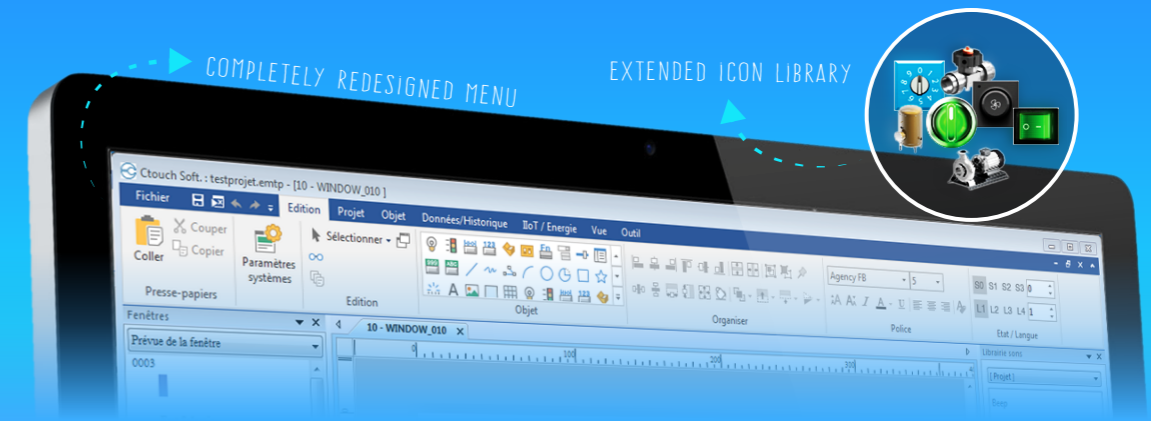 COMPLETELY REDESIGNED MENU
EXTENDED ICON LIBRARY
Ctouch Soft. : testprojet.emtp - [10 - WINDOW_010 ]
Fichier Edition Projet Objet Données/Historique IIoT / Energie Vue Outil
Coller
Couper
Copier
Presse-papiers
Paramètres
systèmes
Sélectionner
Edition
Objet
Organiser
Agency FB 5
Police
S0 S1 S2 S3 0
L1 L2 L3 L4 1
Etat / Langue
Fenêtres
Prévue de la fenêtre
0003
10 - WINDOW_010
0 100 200 300
Librairie sons
[ Projet ]
Beep